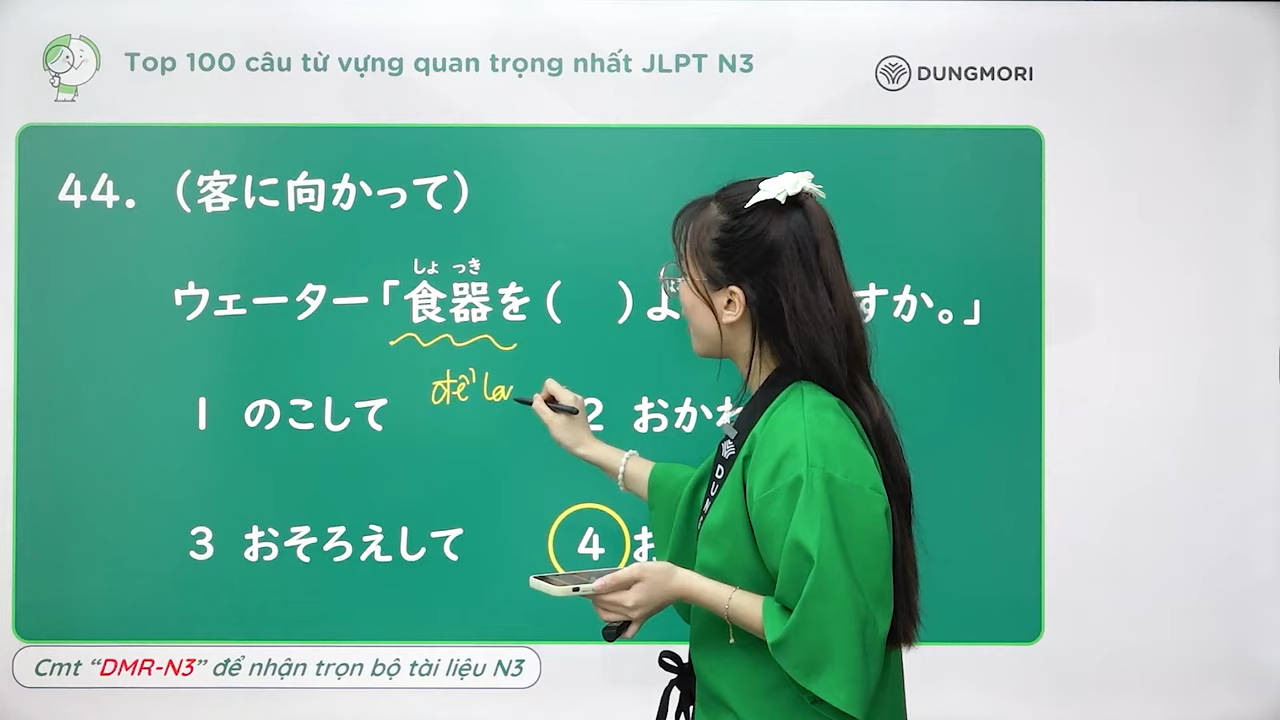 Top 100 câu từ vựng quan trọng nhất JLPT N3
DUNGMORI
44. (客に向かって)
しょ っき
ウェーター「食器を( )よ すか。」
để lạ
1 のこして
2 おかわ
3 おそろえして
4 お
DUN
Cmt “DMR-N3” để nhận trọn bộ tài liệu N3